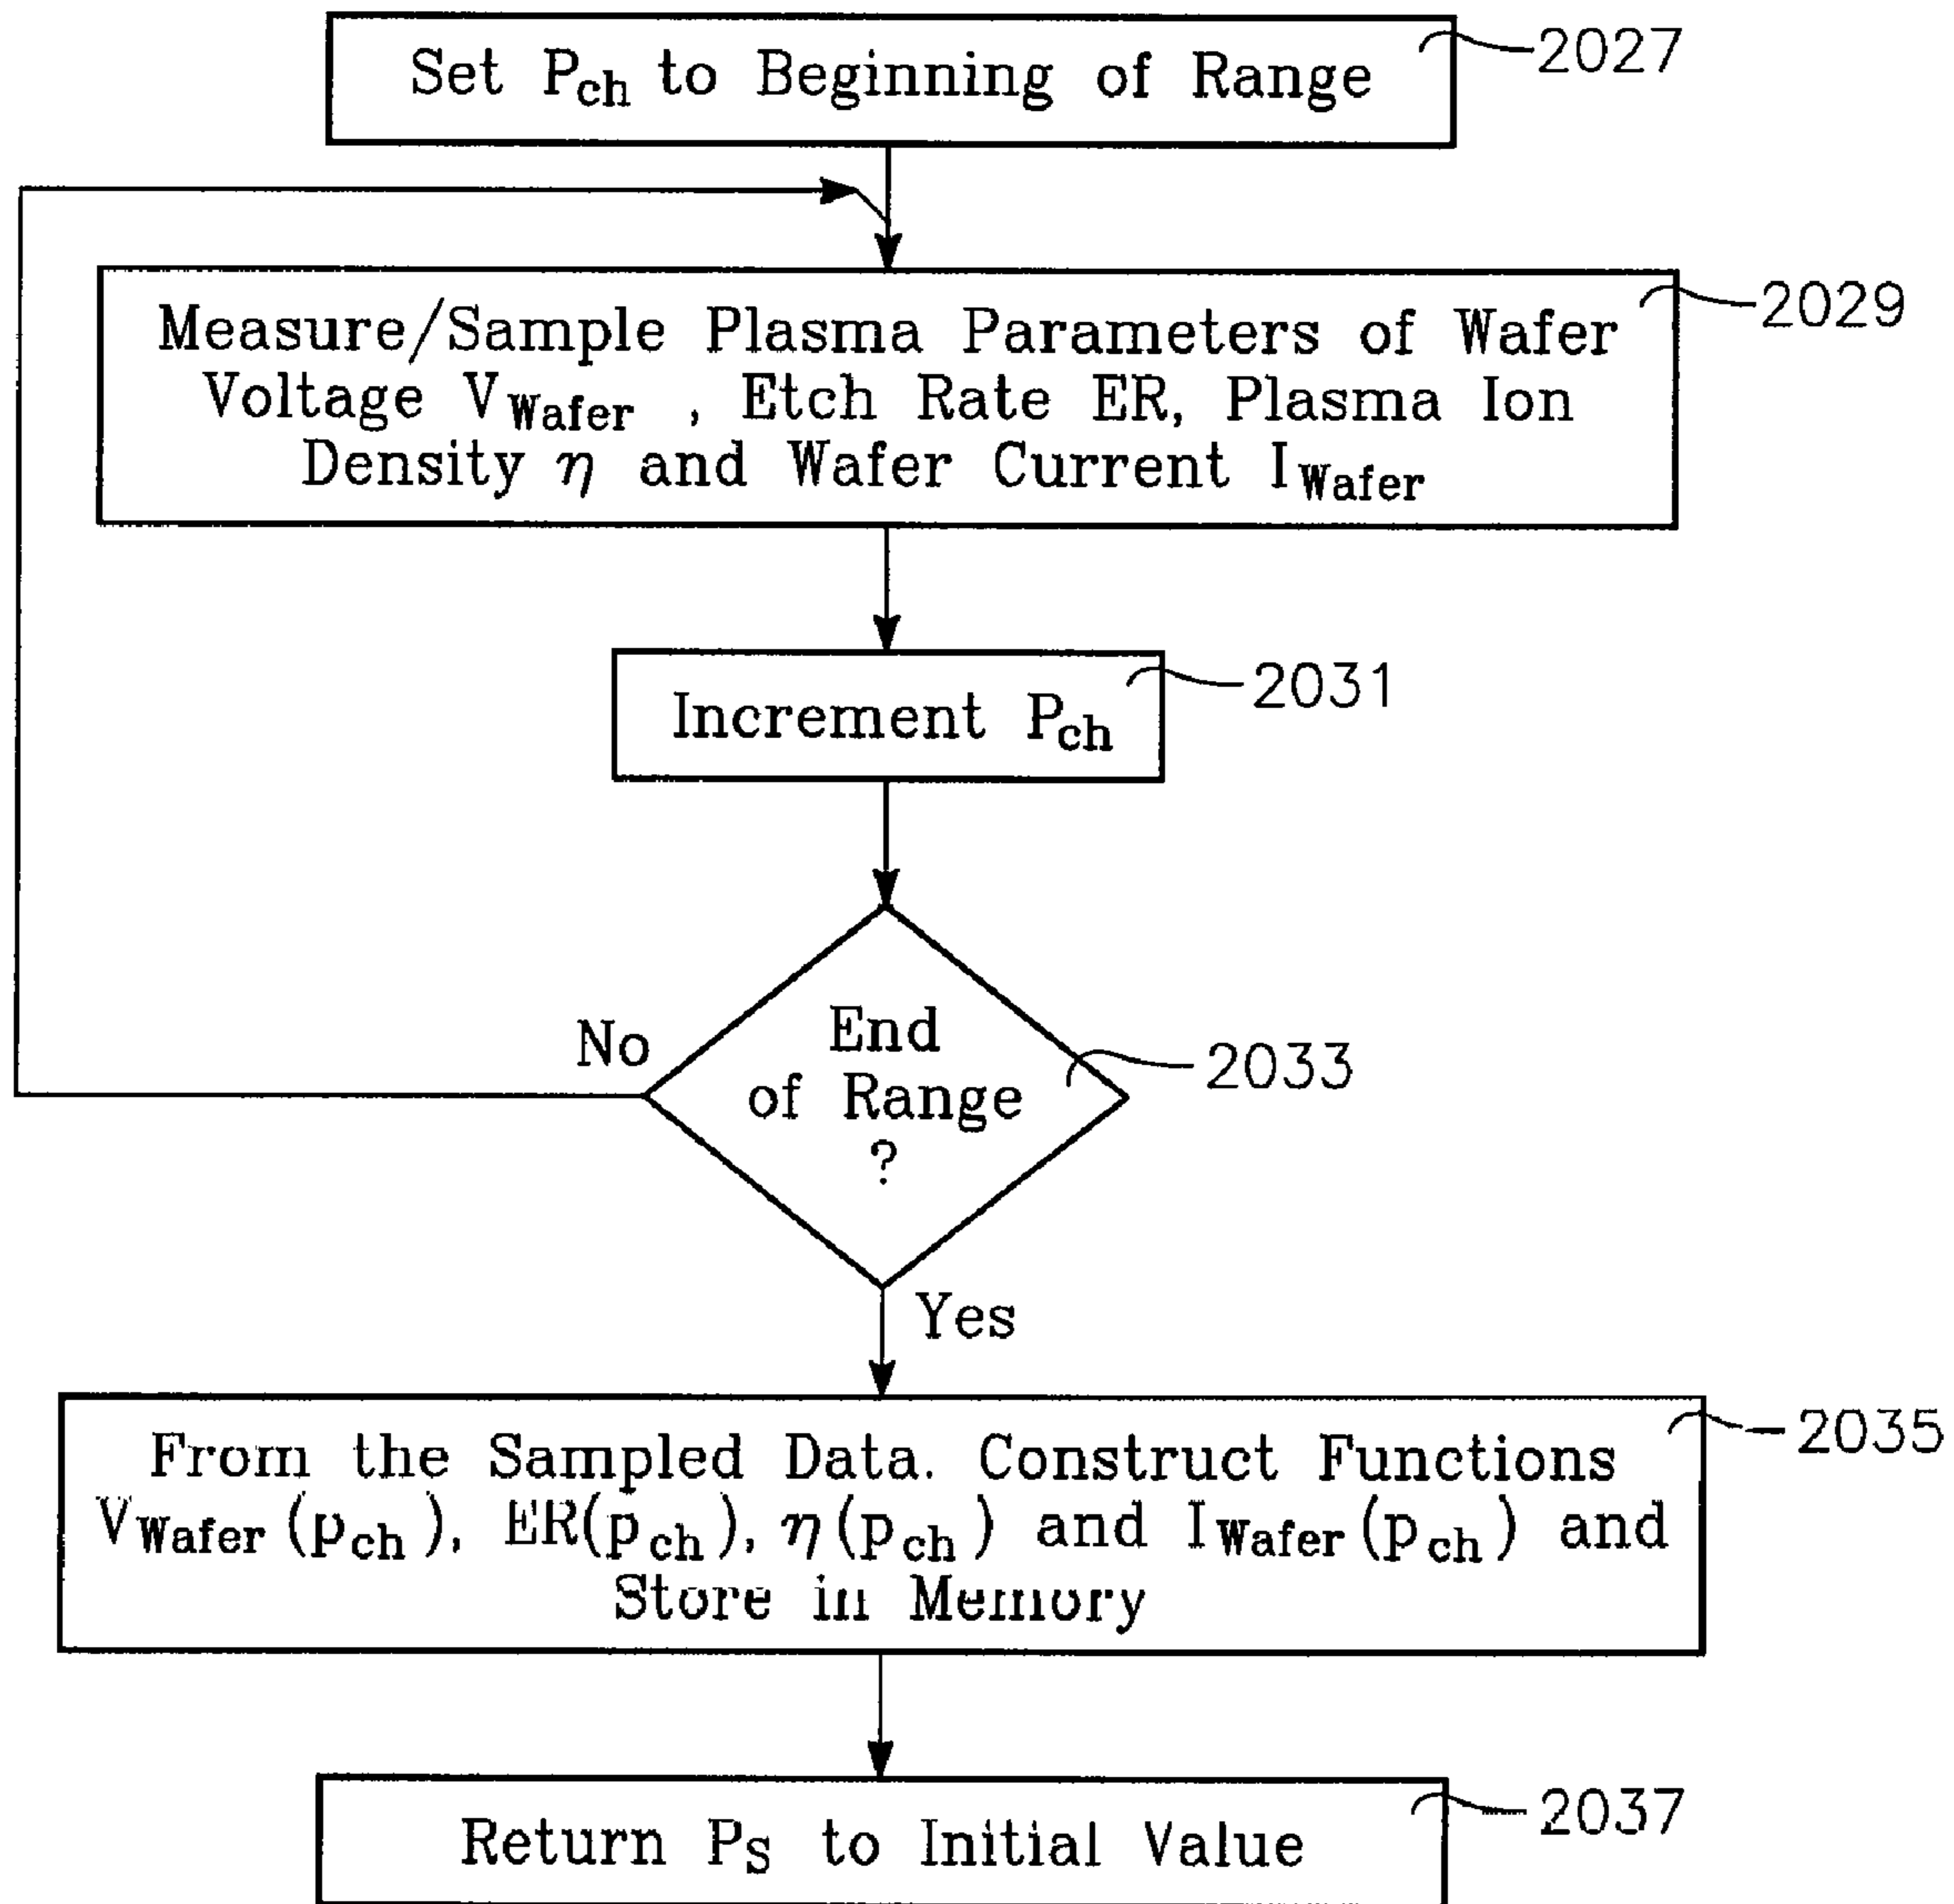 Set Pch to Beginning of Range
2027
Measure/Sample Plasma Parameters of Wafer
Voltage VWafer , Etch Rate ER, Plasma Ion
Density η and Wafer Current IWafer
2029
Increment Pch
2031
End
of Range
?
2033
No
Yes
From the Sampled Data. Construct Functions
VWafer (pch), ER(pch), η(pch) and IWafer(pch) and
Store in Memory
2035
Return PS to Initial Value
2037